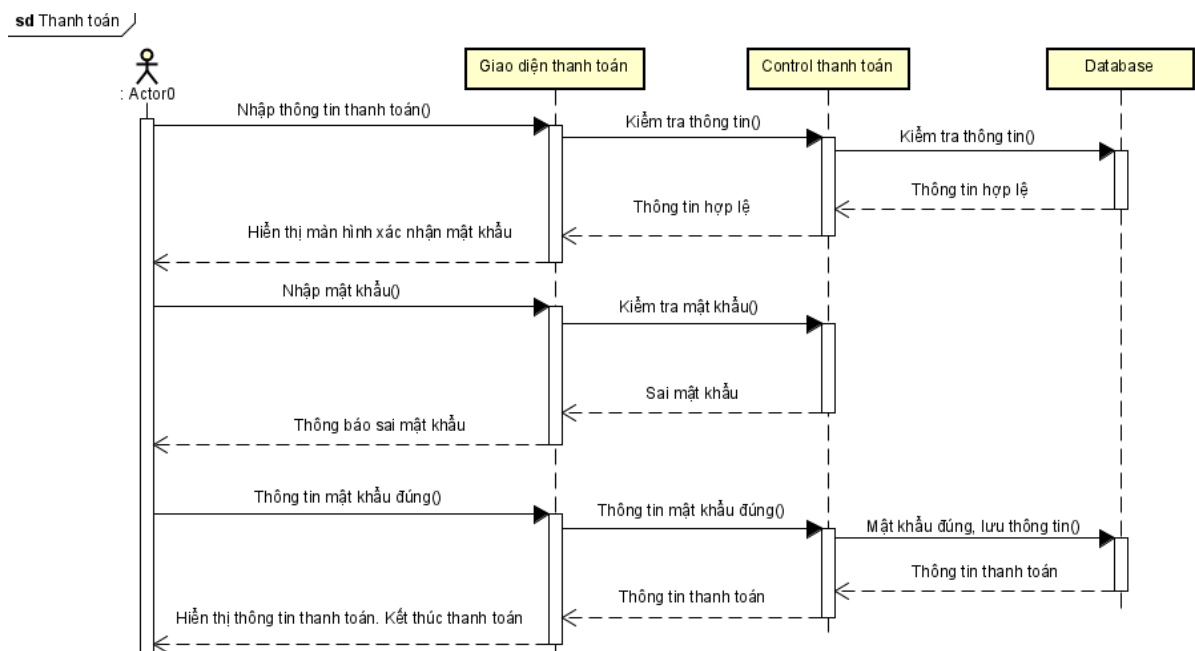 sd Thanh toán
: Actor0
Giao diện thanh toán
Control thanh toán
Database
Nhập thông tin thanh toán()
Kiểm tra thông tin()
Kiểm tra thông tin()
Thông tin hợp lệ
Thông tin hợp lệ
Hiển thị màn hình xác nhận mật khẩu
Nhập mật khẩu()
Kiểm tra mật khẩu()
Sai mật khẩu
Thông báo sai mật khẩu
Thông tin mật khẩu đúng()
Thông tin mật khẩu đúng()
Mật khẩu đúng, lưu thông tin()
Thông tin thanh toán
Thông tin thanh toán
Hiển thị thông tin thanh toán. Kết thúc thanh toán